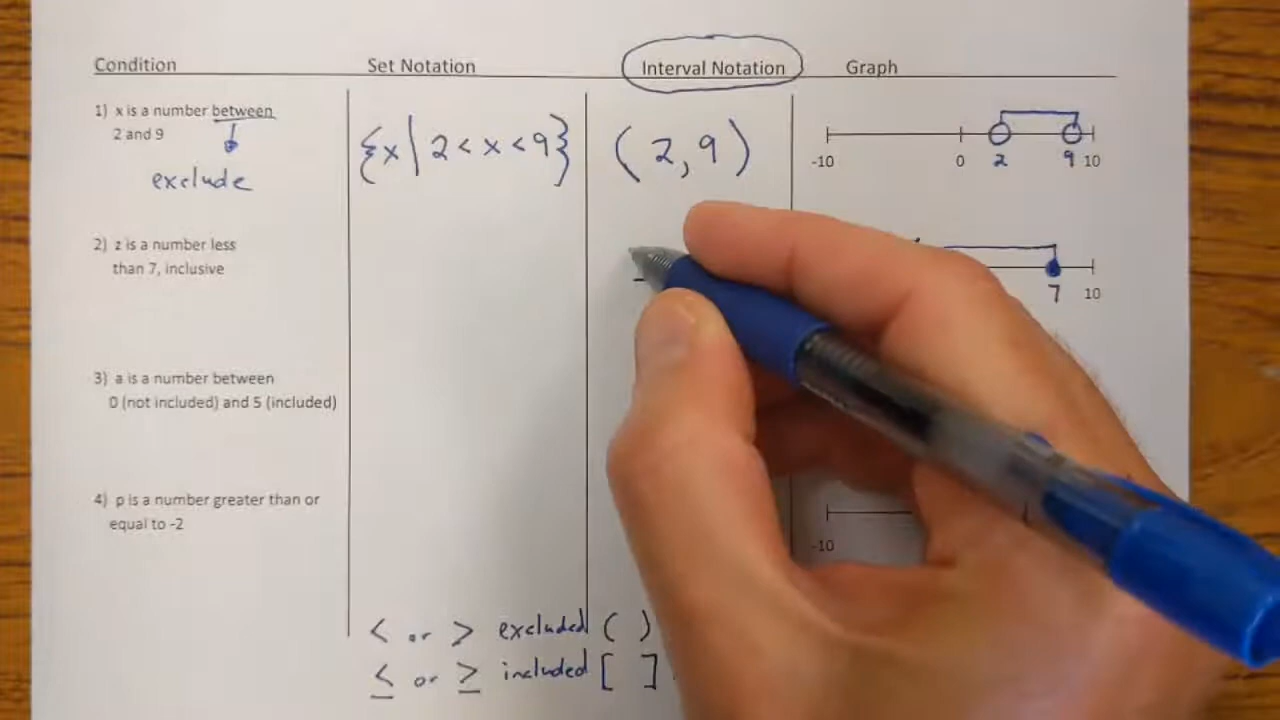 Condition Set Notation Interval Notation Graph
1) x is a number between
2 and 9
exclude
{x | 2 < x < 9}
(2, 9)
-10 0 2 9 10
2) z is a number less
than 7, inclusive
7 10
3) a is a number between
0 (not included) and 5 (included)
4) p is a number greater than or
equal to -2
-10
< or > excluded ( )
≤ or ≥ included [ ]